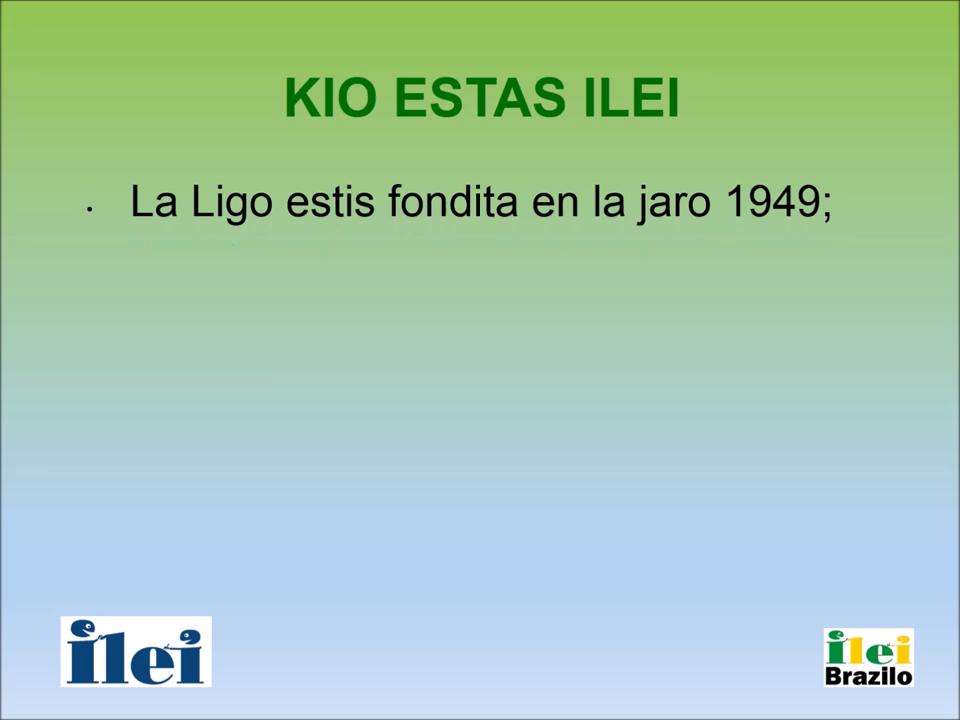 KIO ESTAS ILEI
• La Ligo estis fondita en la jaro 1949;
ilei
ilei
Brazilo